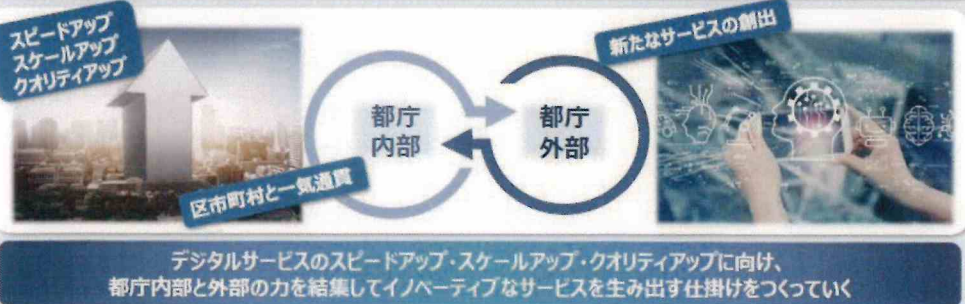 スピードアップ
スケールアップ
クオリティアップ
新たなサービスの創出
都庁
内部
都庁
外部
区市町村と一気通貫
デジタルサービスのスピードアップ・スケールアップ・クオリティアップに向け、
都庁内部と外部の力を結集してイノベーティブなサービスを生み出す仕掛けをつくっていく